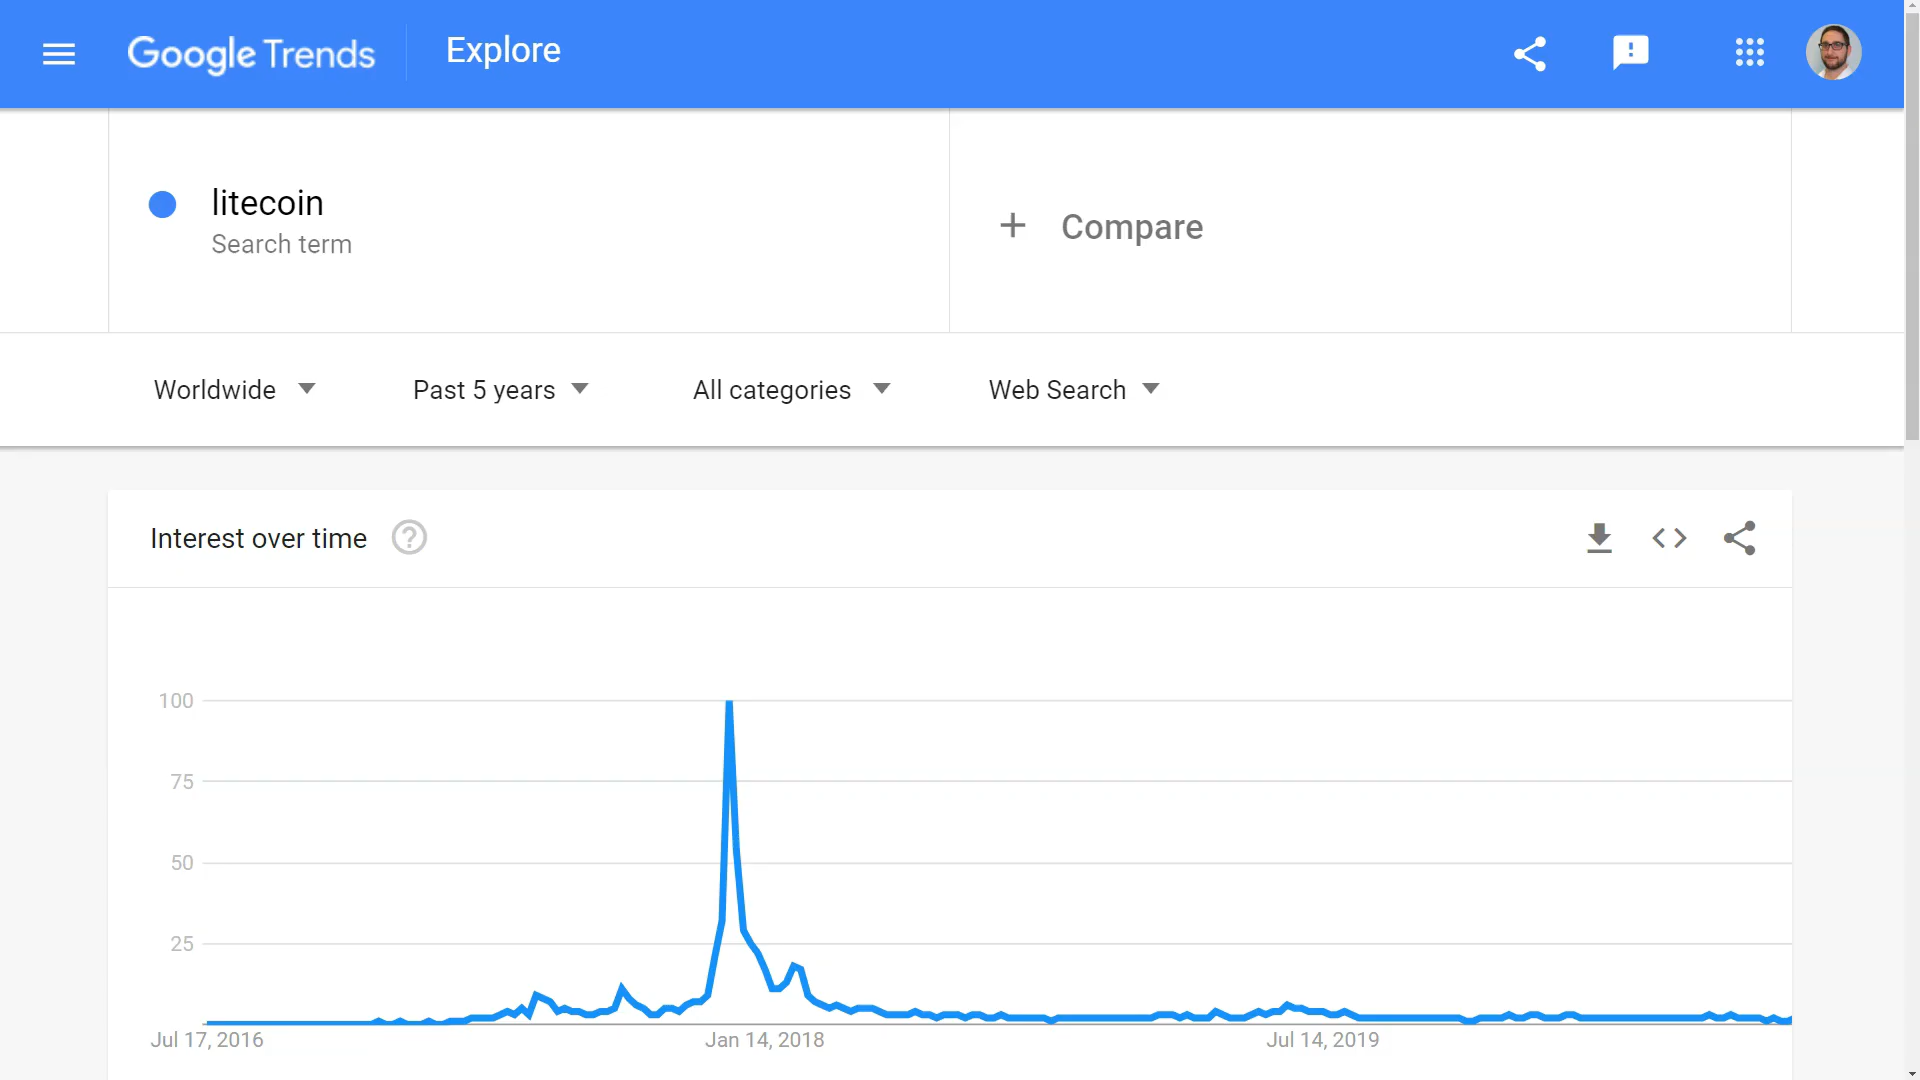 Google Trends
Explore
litecoin
Search term
+ Compare
Worldwide
Past 5 years
All categories
Web Search
Interest over time
100
75
50
25
Jul 17, 2016
Jan 14, 2018
Jul 14, 2019